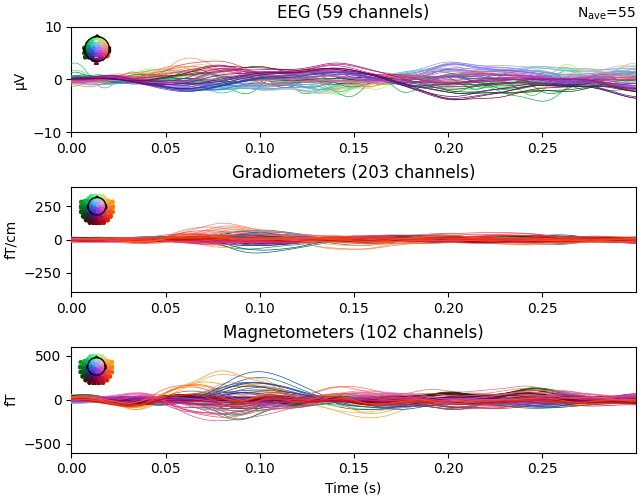 EEG (59 channels)
Nave=55
10
0
−10
µV
0.00 0.05 0.10 0.15 0.20 0.25
Gradiometers (203 channels)
250
0
−250
fT/cm
0.00 0.05 0.10 0.15 0.20 0.25
Magnetometers (102 channels)
500
0
−500
fT
0.00 0.05 0.10 0.15 0.20 0.25
Time (s)